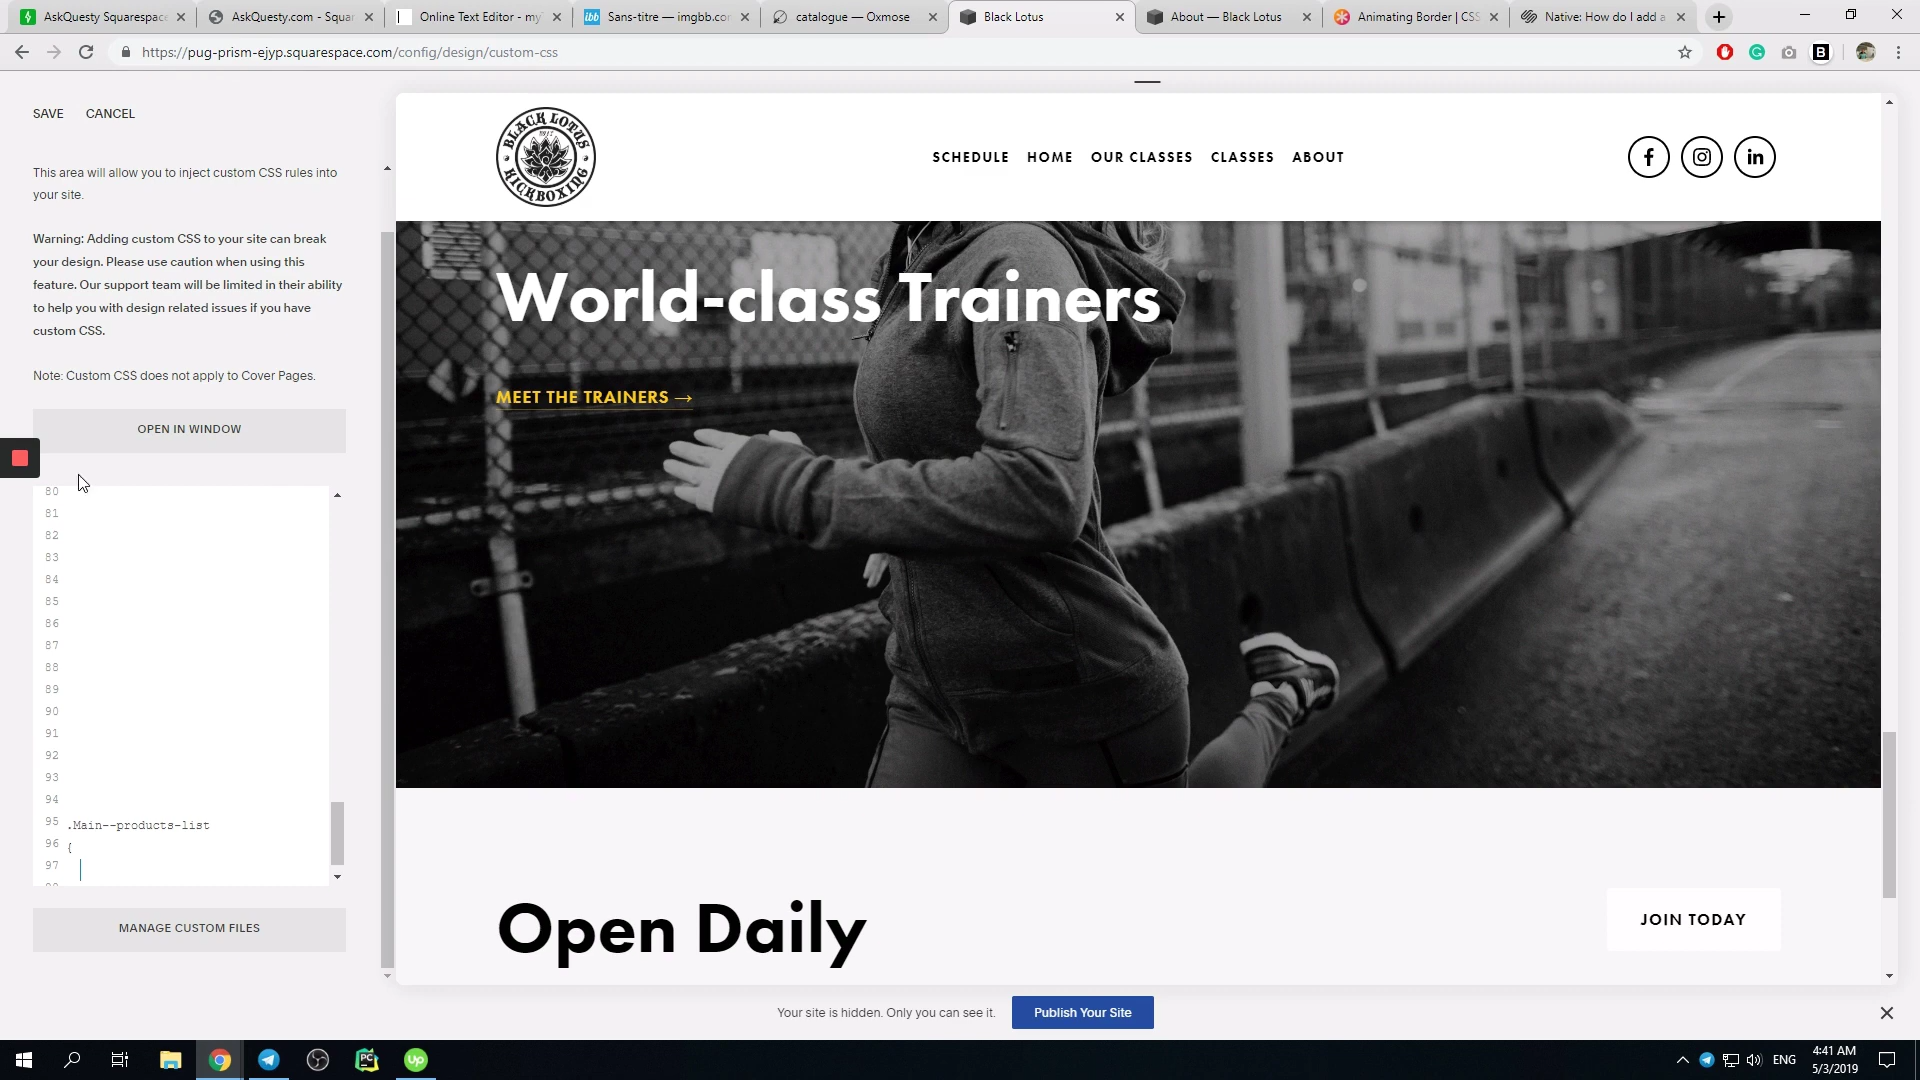 AskQuesty Squarespace
AskQuesty.com - Squar
Online Text Editor - my
Sans-titre — imgbb.com
catalogue — Oxmose
Black Lotus
About — Black Lotus
Animating Border | CSS
Native: How do I add a
https://pug-prism-ejyp.squarespace.com/config/design/custom-css
SAVE CANCEL
This area will allow you to inject custom CSS rules into
your site.
Warning: Adding custom CSS to your site can break
your design. Please use caution when using this
feature. Our support team will be limited in their ability
to help you with design related issues if you have
custom CSS.
Note: Custom CSS does not apply to Cover Pages.
OPEN IN WINDOW
80
81
82
83
84
85
86
87
88
89
90
91
92
93
94
95 .Main--products-list
96 {
97
MANAGE CUSTOM FILES
BLACK LOTUS
KICKBOXING
SCHEDULE HOME OUR CLASSES CLASSES ABOUT
World-class Trainers
MEET THE TRAINERS →
Open Daily
JOIN TODAY
Your site is hidden. Only you can see it.
Publish Your Site
ENG
4:41 AM
5/3/2019